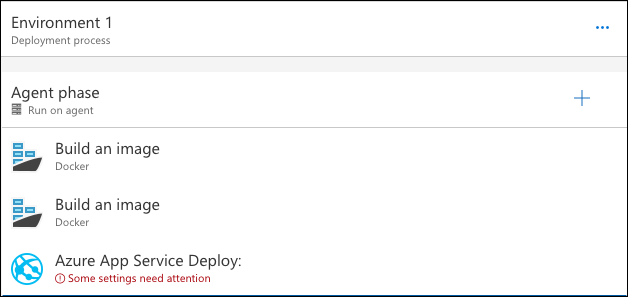 Environment 1
Deployment process
Agent phase
Run on agent
Build an image
Docker
Build an image
Docker
Azure App Service Deploy:
Some settings need attention